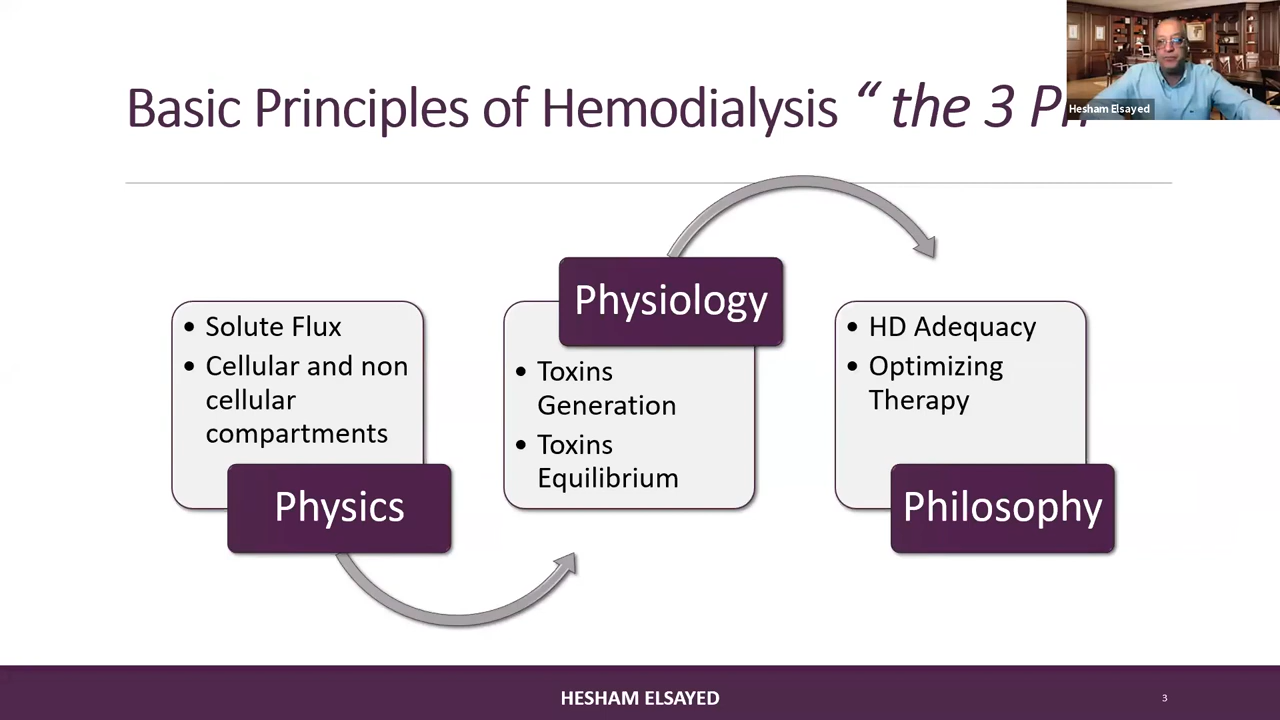 Basic Principles of Hemodialysis “ the 3
Hesham Elsayed
• Solute Flux
• Cellular and non
cellular
compartments
Physics
Physiology
• Toxins
Generation
• Toxins
Equilibrium
• HD Adequacy
• Optimizing
Therapy
Philosophy
HESHAM ELSAYED
3